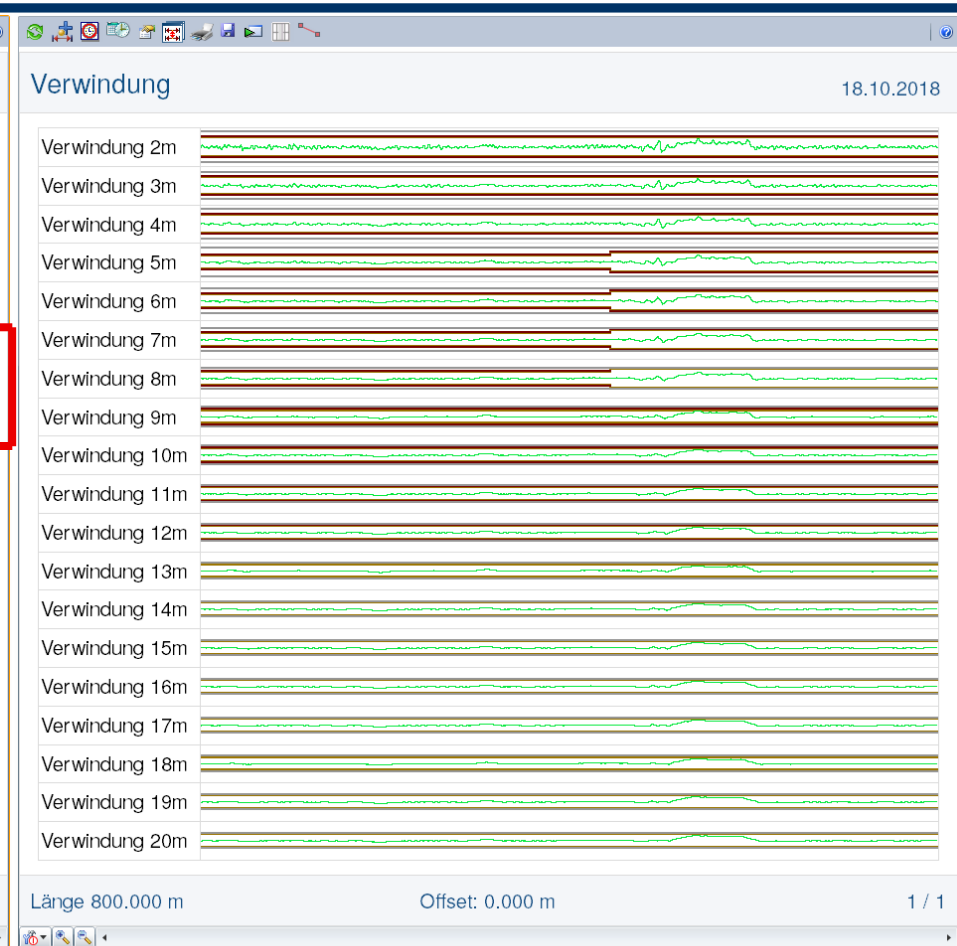 Verwindung
18.10.2018
Verwindung 2m
Verwindung 3m
Verwindung 4m
Verwindung 5m
Verwindung 6m
Verwindung 7m
Verwindung 8m
Verwindung 9m
Verwindung 10m
Verwindung 11m
Verwindung 12m
Verwindung 13m
Verwindung 14m
Verwindung 15m
Verwindung 16m
Verwindung 17m
Verwindung 18m
Verwindung 19m
Verwindung 20m
Länge 800.000 m Offset: 0.000 m 1 / 1